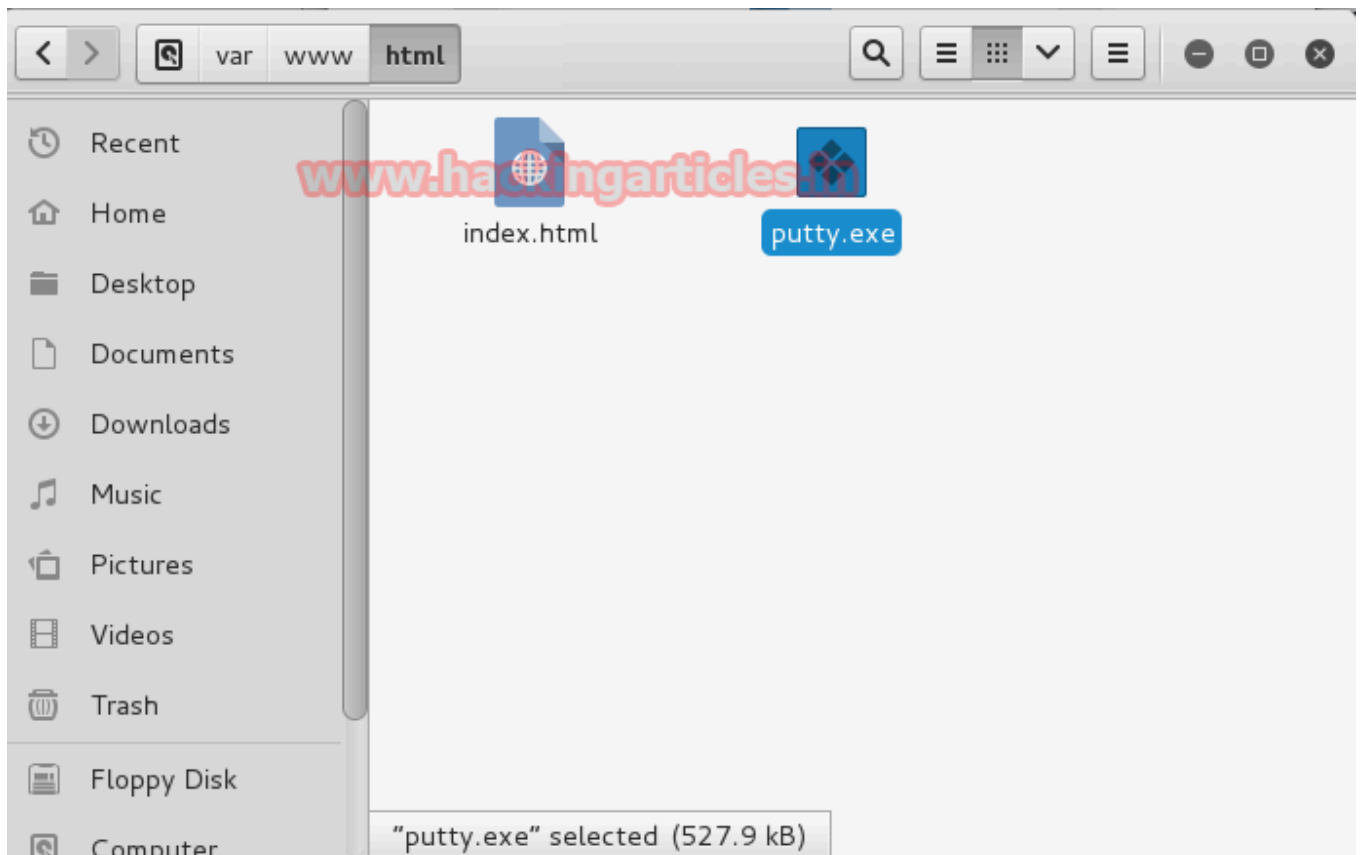 var www html
Recent
Home
Desktop
Documents
Downloads
Music
Pictures
Videos
Trash
Floppy Disk
Computer
www.hackingarticles.in
index.html
putty.exe
"putty.exe" selected (527.9 kB)